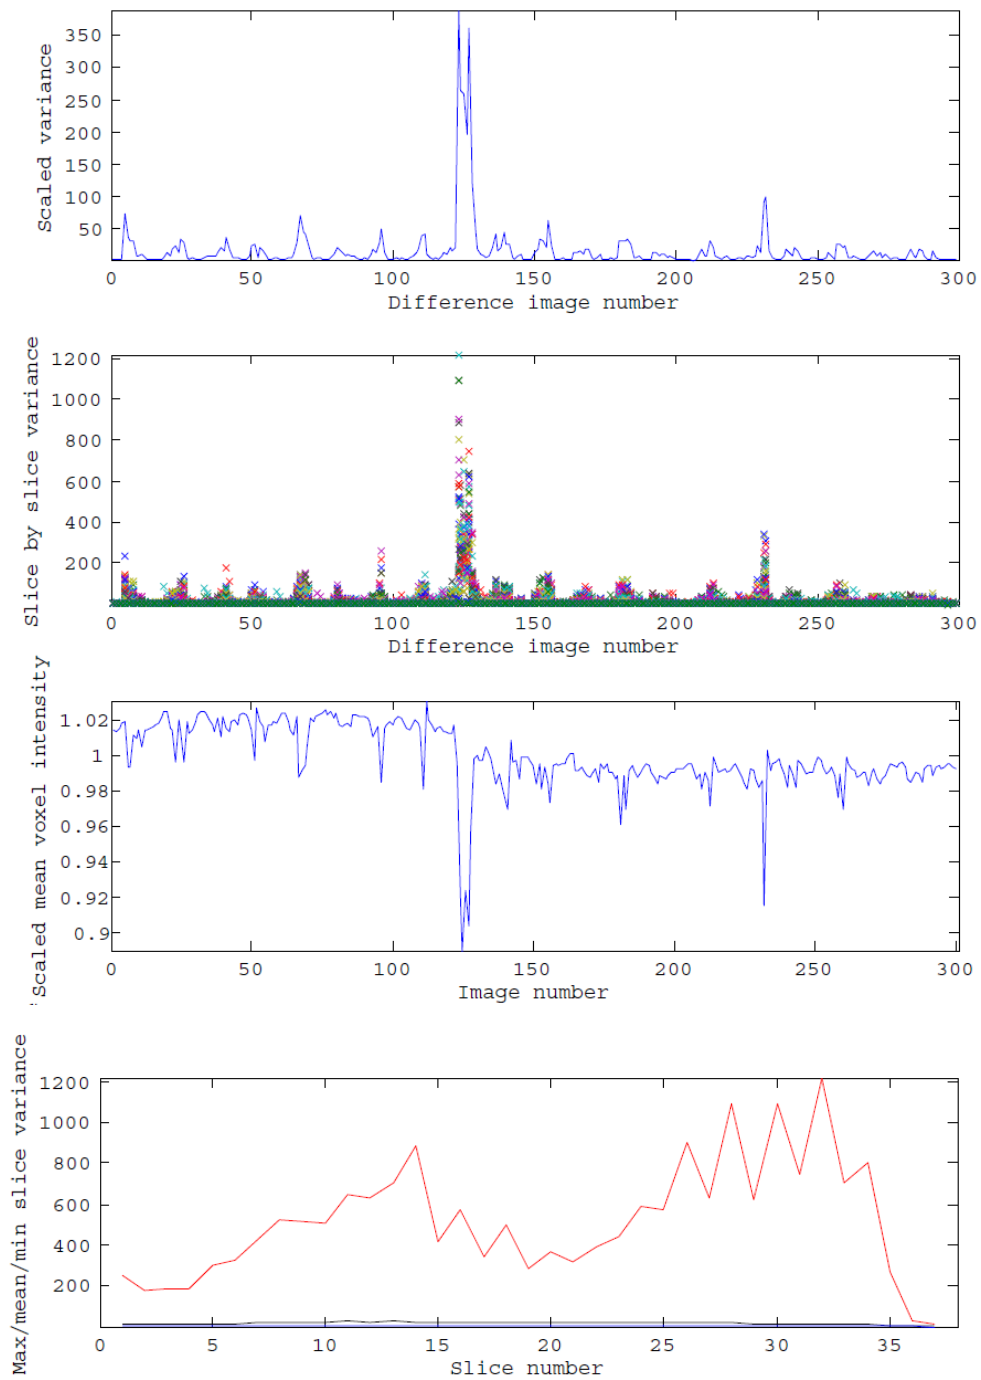 Scaled variance
350
300
250
200
150
100
50
0 50 100 150 200 250 300
Difference image number
Slice by slice variance
1200
1000
800
600
400
200
0 50 100 150 200 250 300
Difference image number
Scaled mean voxel intensity
1.02
1
0.98
0.96
0.94
0.92
0.9
0 50 100 150 200 250 300
Image number
Max/mean/min slice variance
1200
1000
800
600
400
200
0 5 10 15 20 25 30 35
Slice number